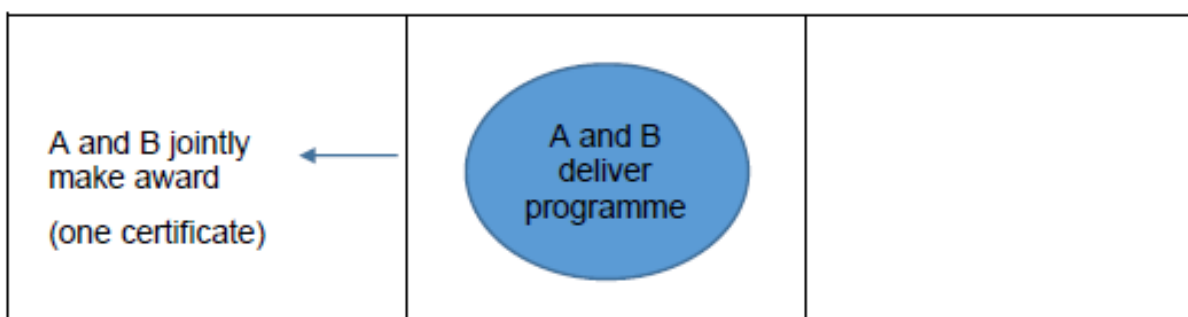 A and B jointly
make award
(one certificate)
A and B
deliver
programme